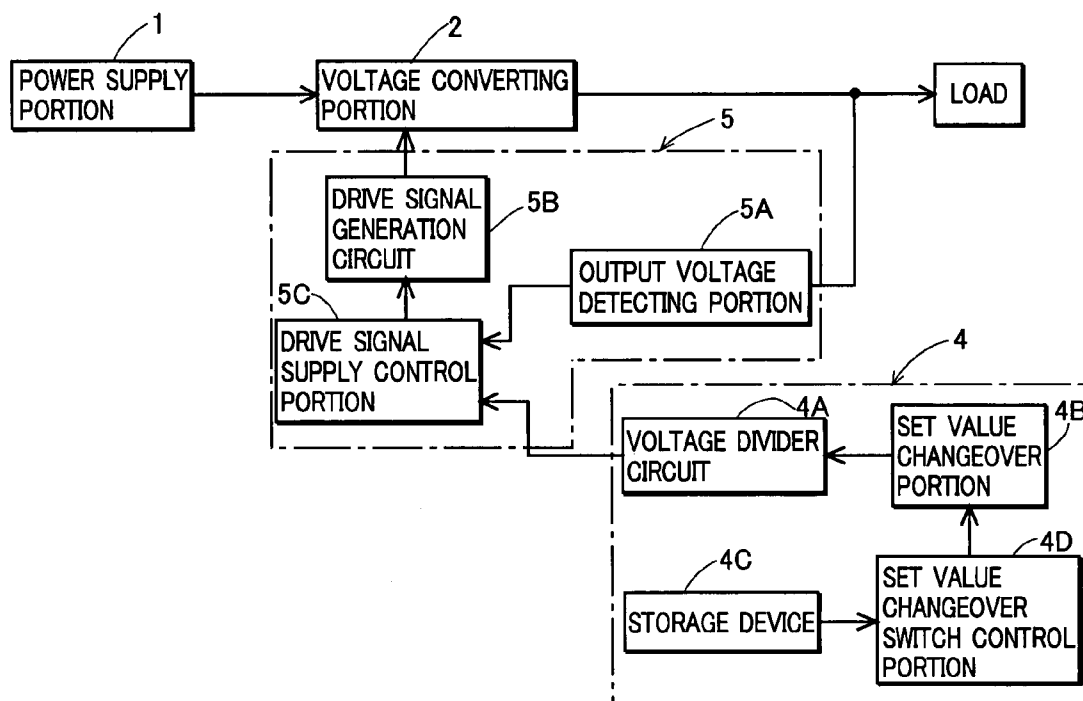 1
2
POWER SUPPLY
PORTION
VOLTAGE CONVERTING
PORTION
LOAD
5
DRIVE SIGNAL
GENERATION
CIRCUIT
5B
5A
OUTPUT VOLTAGE
DETECTING PORTION
5C
DRIVE SIGNAL
SUPPLY CONTROL
PORTION
4
4A
VOLTAGE DIVIDER
CIRCUIT
4B
SET VALUE
CHANGEOVER
PORTION
4C
STORAGE DEVICE
4D
SET VALUE
CHANGEOVER
SWITCH CONTROL
PORTION